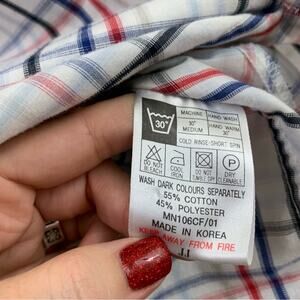 MACHINE HAND WASH
30°
30° 30°
MEDIUM HAND WARM
COLD RINSE-SHORT SPIN
DO NOT BLEACH
COOL IRON
DO NOT TUMBLE DRY
P
DRY CLEANABLE
WASH DARK COLOURS SEPARATELY
55% COTTON
45% POLYESTER
MN106CF/01
MADE IN KOREA
KEEP AWAY FROM FIRE